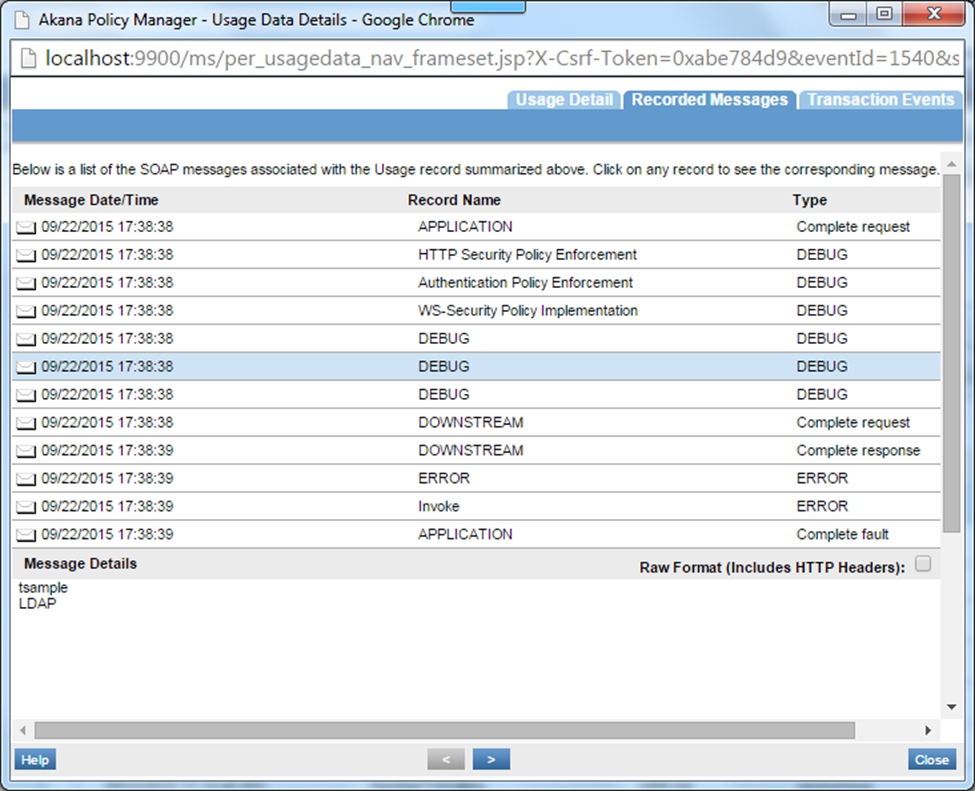 Akana Policy Manager - Usage Data Details - Google Chrome
localhost:9900/ms/per_usagedata_nav_frameset.jsp?X-Csrf-Token=0xabe784d9&eventId=1540&s
Usage Detail Recorded Messages Transaction Events
Below is a list of the SOAP messages associated with the Usage record summarized above. Click on any record to see the corresponding message.
Message Date/Time Record Name Type
09/22/2015 17:38:38 APPLICATION Complete request
09/22/2015 17:38:38 HTTP Security Policy Enforcement DEBUG
09/22/2015 17:38:38 Authentication Policy Enforcement DEBUG
09/22/2015 17:38:38 WS-Security Policy Implementation DEBUG
09/22/2015 17:38:38 DEBUG DEBUG
09/22/2015 17:38:38 DEBUG DEBUG
09/22/2015 17:38:38 DEBUG DEBUG
09/22/2015 17:38:38 DOWNSTREAM Complete request
09/22/2015 17:38:39 DOWNSTREAM Complete response
09/22/2015 17:38:39 ERROR ERROR
09/22/2015 17:38:39 Invoke ERROR
09/22/2015 17:38:39 APPLICATION Complete fault
Message Details Raw Format (Includes HTTP Headers):
tsample
LDAP
Help < > Close